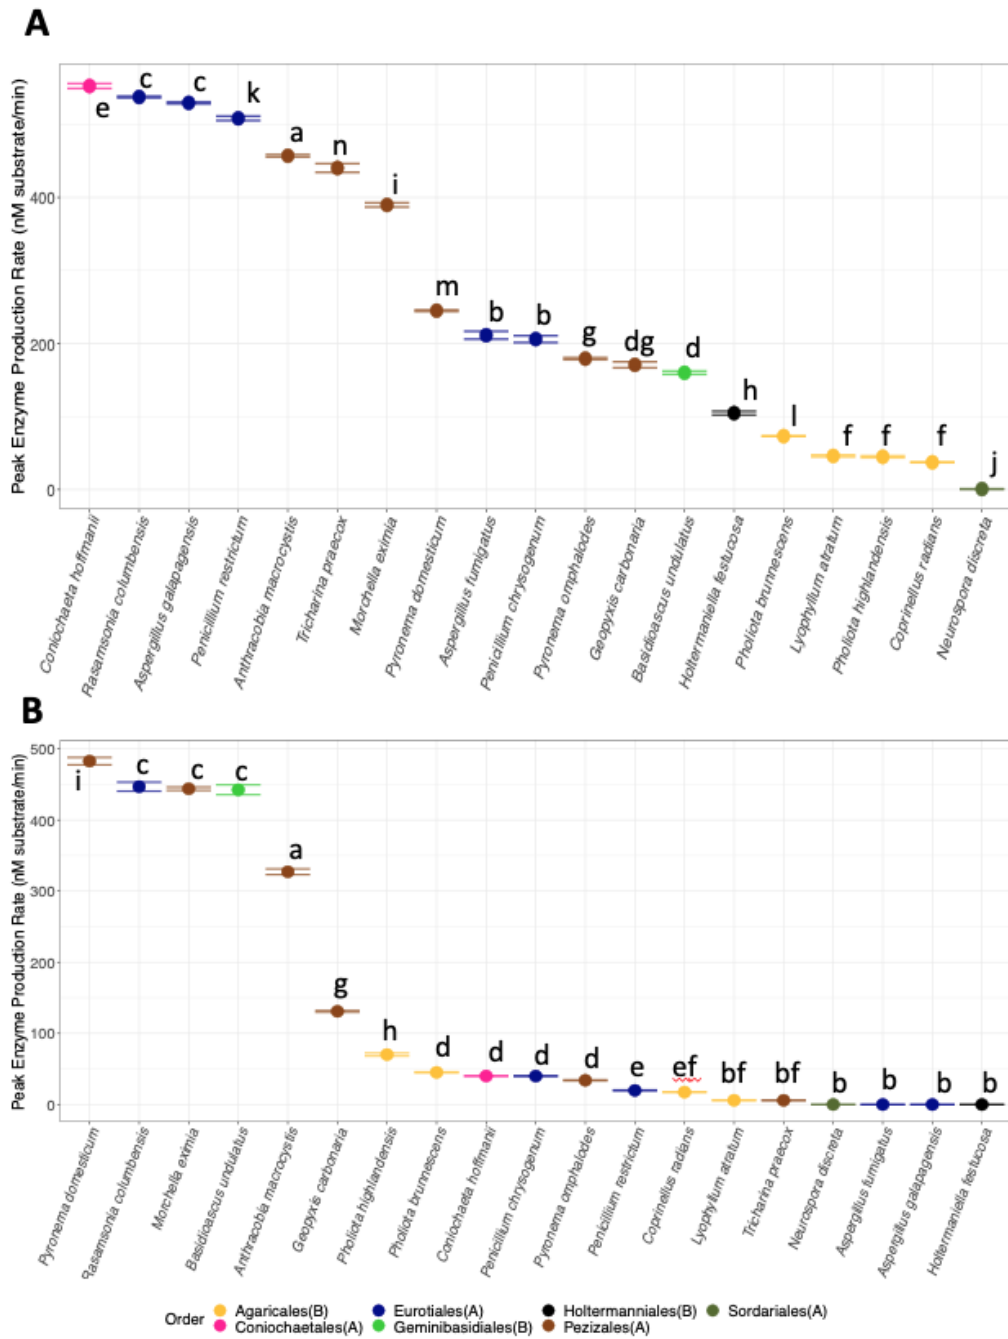 A
Peak Enzyme Production Rate (nM substrate/min)
400
200
0
e
c
c
k
a
n
i
m
b
b
g
dg
d
h
l
f
f
f
j
Coniochaeta hoffmanii
Rasamsonia columbensis
Aspergillus galapagensis
Penicillium restrictum
Anthracobia macrocystis
Tricharina praecox
Morchella eximia
Pyronema domesticum
Aspergillus fumigatus
Penicillium chrysogenum
Pyronema omphalodes
Geopyxis carbonaria
Basidioascus undulatus
Holtermaniella festucosa
Pholiota brunnescens
Lyophyllum atratum
Pholiota highlandensis
Coprinellus radians
Neurospora discreta
B
Peak Enzyme Production Rate (nM substrate/min)
500
400
300
200
100
0
i
c
c
c
a
g
h
d
d
d
d
e
ef
bf
bf
b
b
b
b
Pyronema domesticum
Rasamsonia columbensis
Morchella eximia
Basidioascus undulatus
Anthracobia macrocystis
Geopyxis carbonaria
Pholiota highlandensis
Pholiota brunnescens
Coniochaeta hoffmanii
Penicillium chrysogenum
Pyronema omphalodes
Penicillium restrictum
Coprinellus radians
Lyophyllum atratum
Tricharina praecox
Neurospora discreta
Aspergillus fumigatus
Aspergillus galapagensis
Holtermaniella festucosa
Order
Agaricales(B)
Eurotiales(A)
Holtermanniales(B)
Sordariales(A)
Coniochaetales(A)
Geminibasidiales(B)
Pezizales(A)